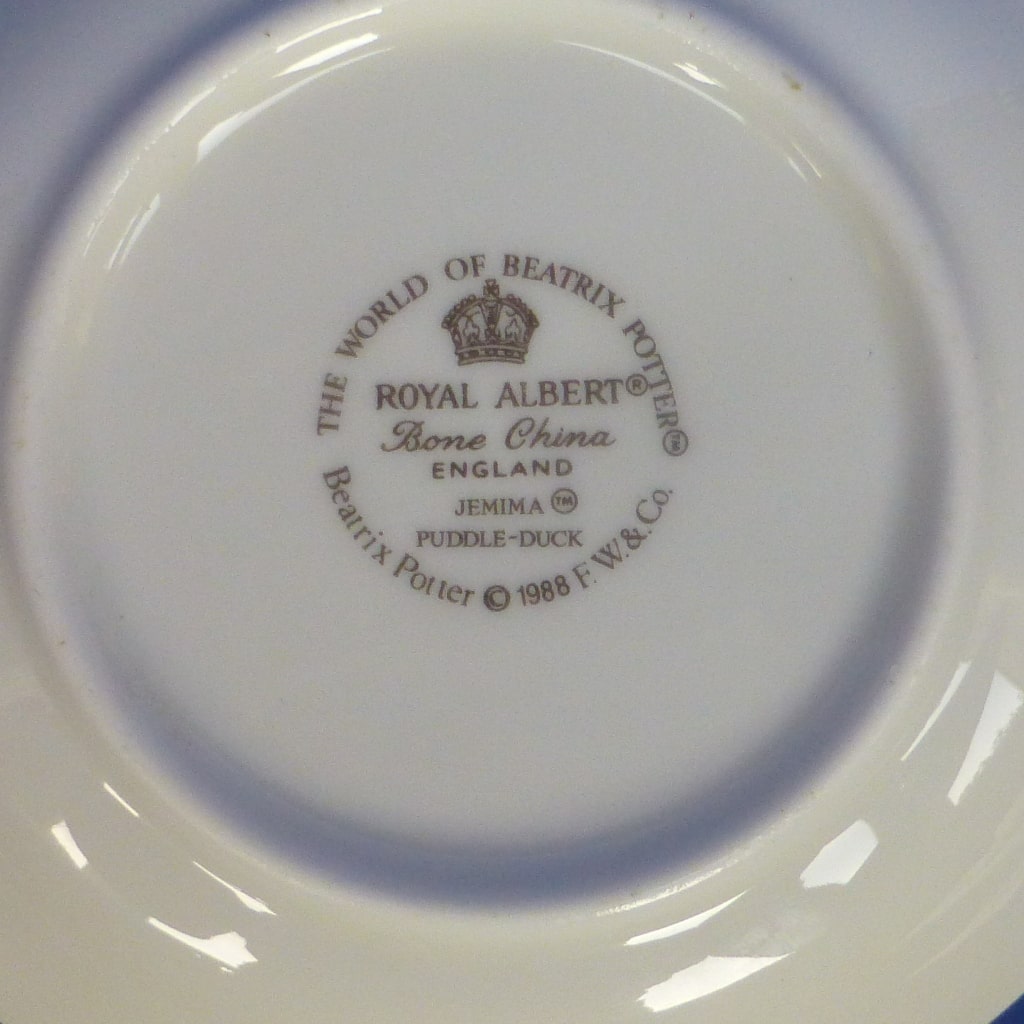 THE WORLD OF BEATRIX POTTER™
ROYAL ALBERT®
Bone China
ENGLAND
JEMIMA™
PUDDLE-DUCK
Beatrix Potter © 1988 F. W. & Co.